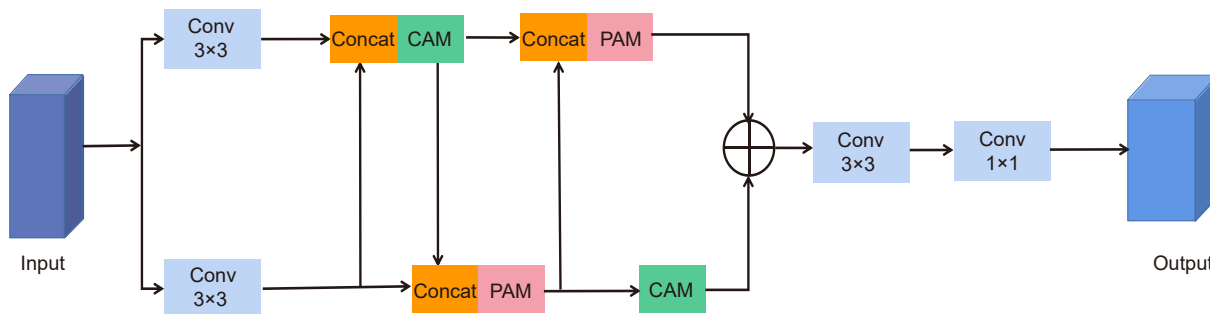 Conv
3×3
Concat CAM
Concat PAM
Input
Conv
3×3
Conv
1×1
Output
Conv
3×3
Concat PAM
CAM